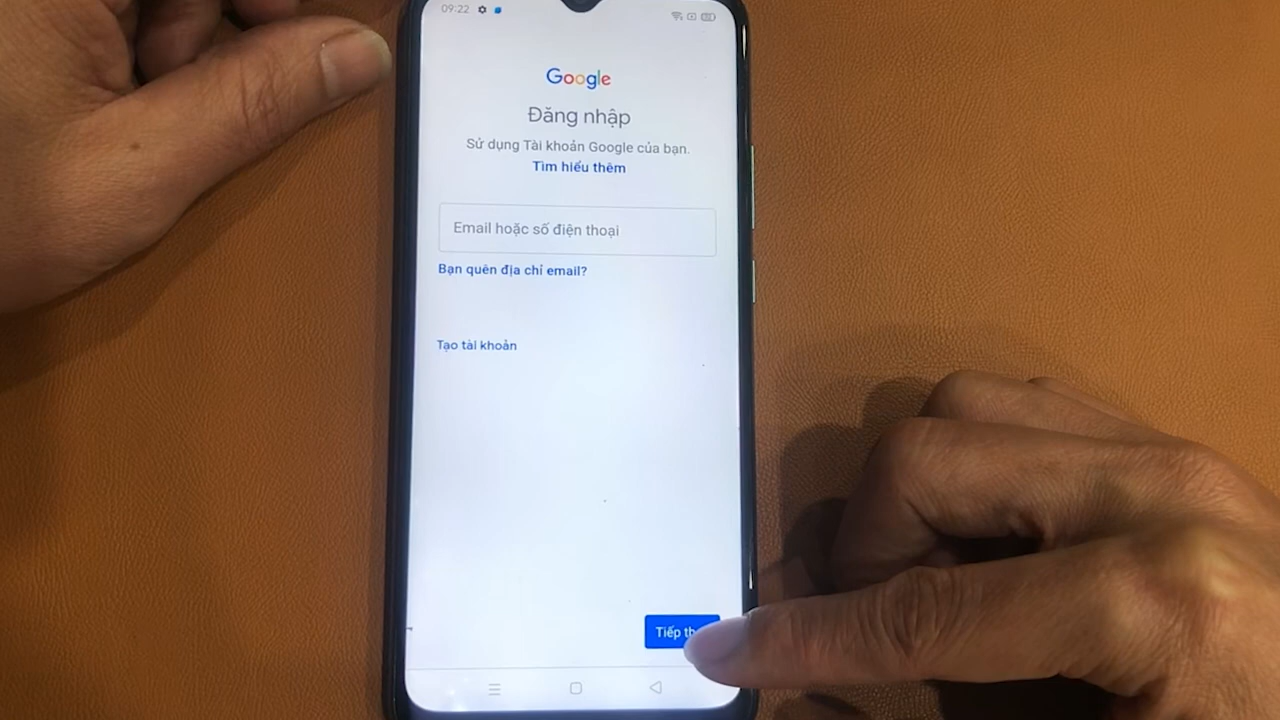 09:22
Google
Đăng nhập
Sử dụng Tài khoản Google của bạn.
Tìm hiểu thêm
Email hoặc số điện thoại
Bạn quên địa chỉ email?
Tạo tài khoản
Tiếp